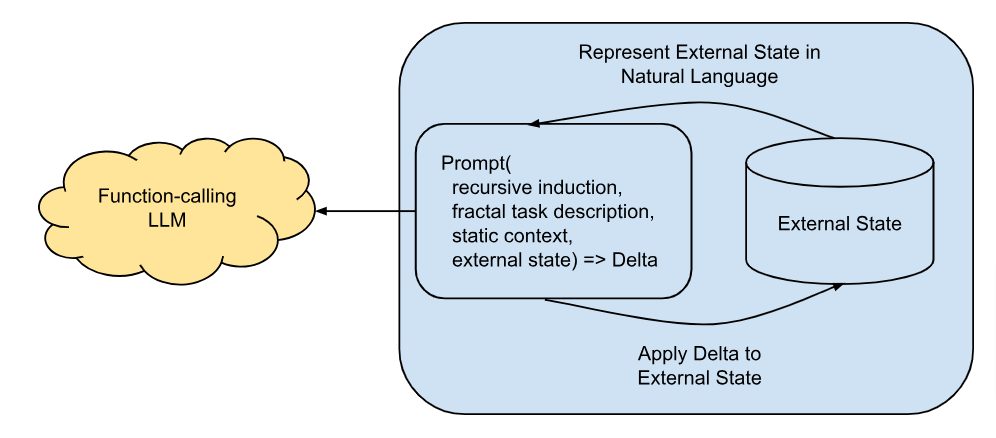 Represent External State in
Natural Language
Function-calling
LLM
Prompt(
recursive induction,
fractal task description,
static context,
external state) => Delta
External State
Apply Delta to
External State